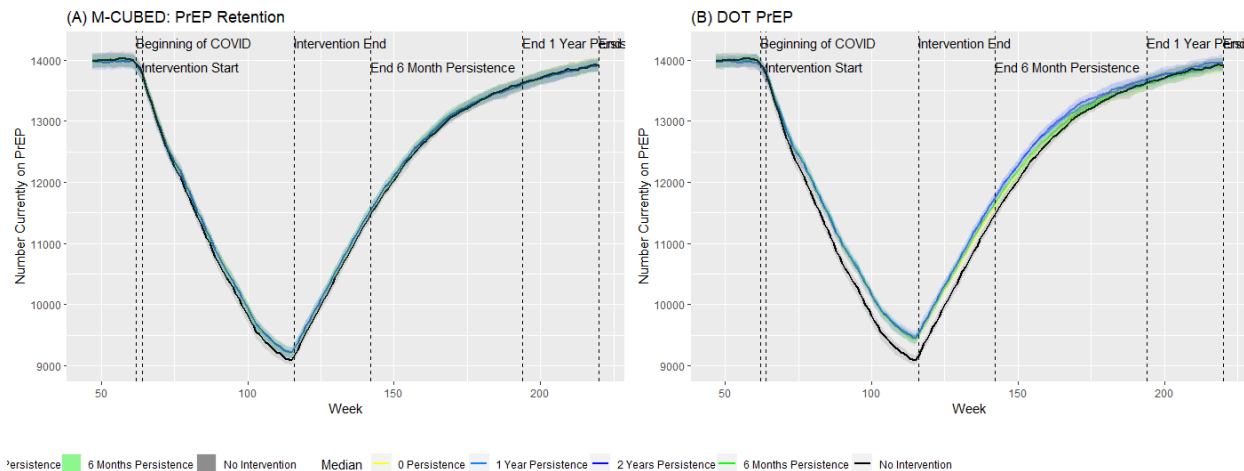 (A) M-CUBED: PrEP Retention
(B) DOT PrEP
Number Currently on PrEP
14000
13000
12000
11000
10000
9000
Beginning of COVID
Intervention Start
Intervention End
End 6 Month Persistence
End 1 Year
End
50
100
150
200
Week
Number Currently on PrEP
14000
13000
12000
11000
10000
9000
Beginning of COVID
Intervention Start
Intervention End
End 6 Month Persistence
End 1 Year
50
100
150
200
Week
Persistence 6 Months Persistence No Intervention Median 0 Persistence 1 Year Persistence 2 Years Persistence 6 Months Persistence No Intervention